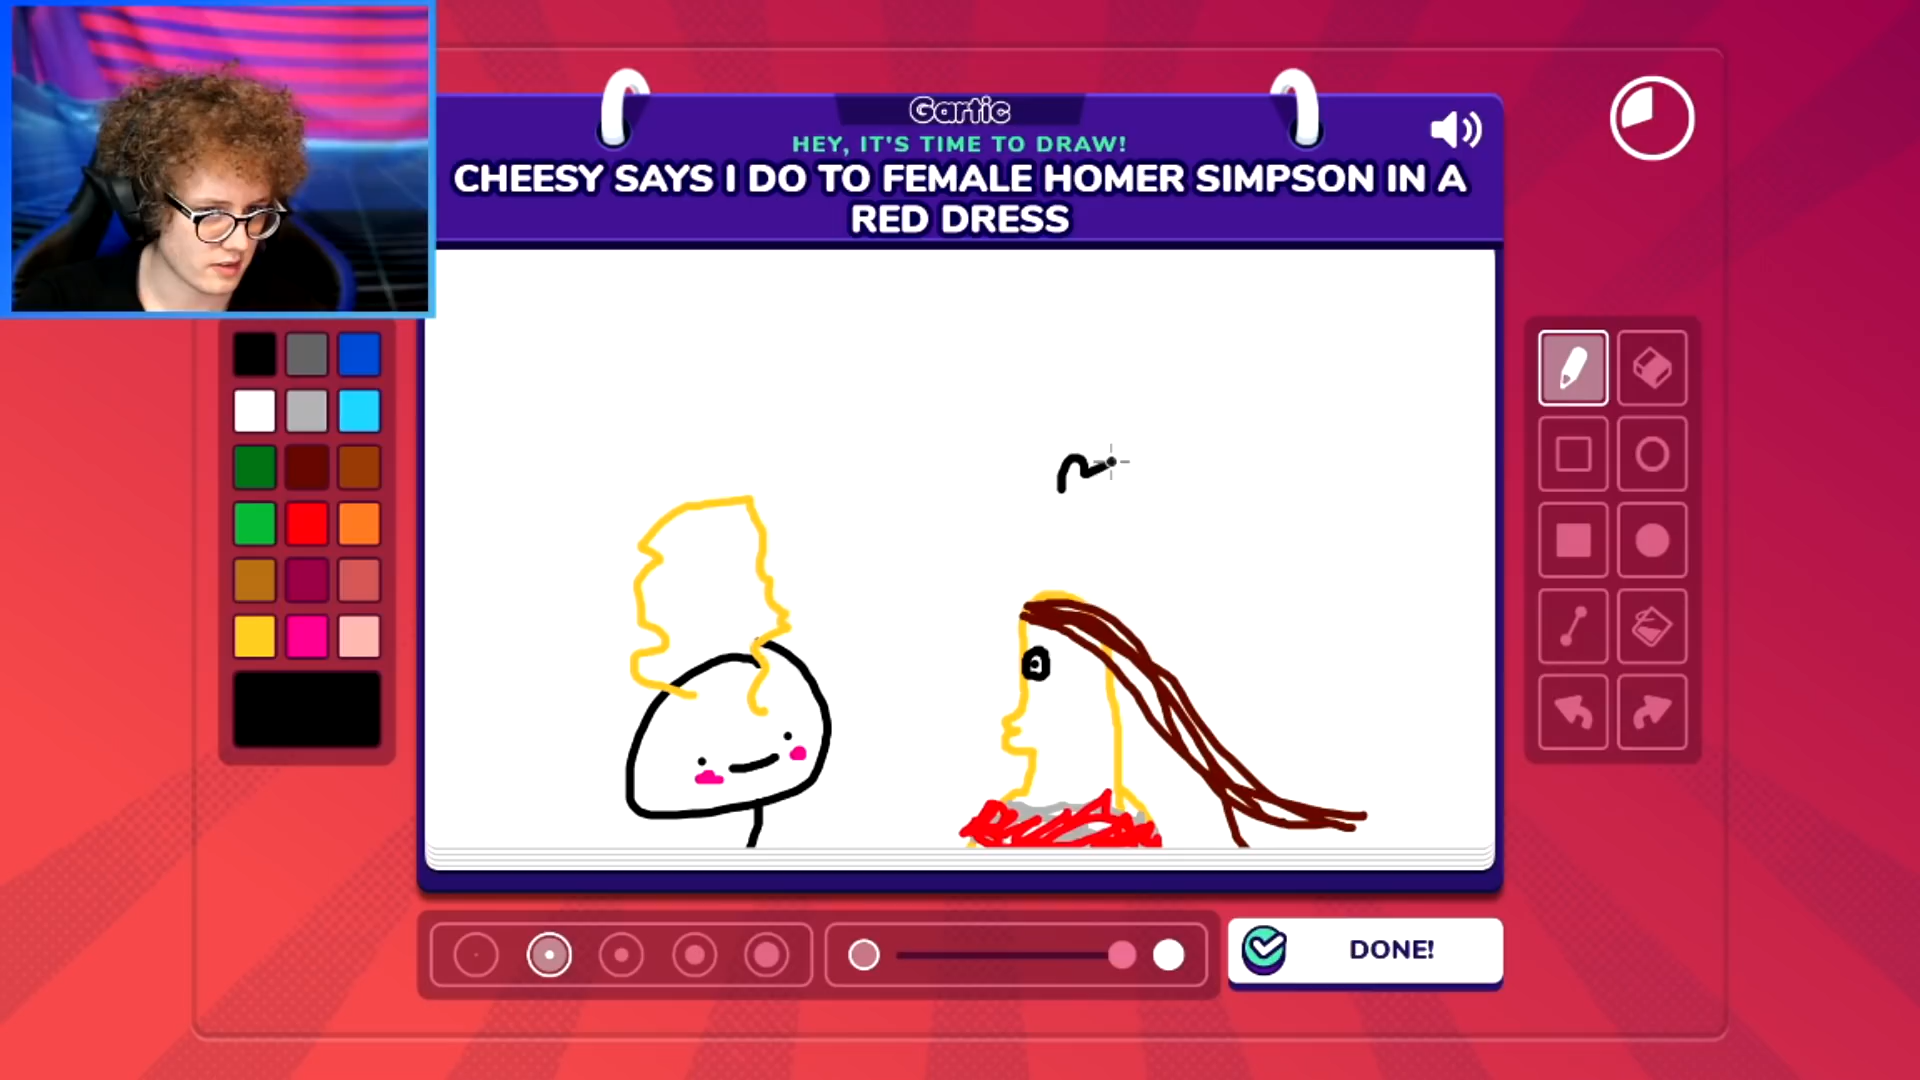 Gartic
HEY, IT'S TIME TO DRAW!
CHEESY SAYS I DO TO FEMALE HOMER SIMPSON IN A
RED DRESS
DONE!